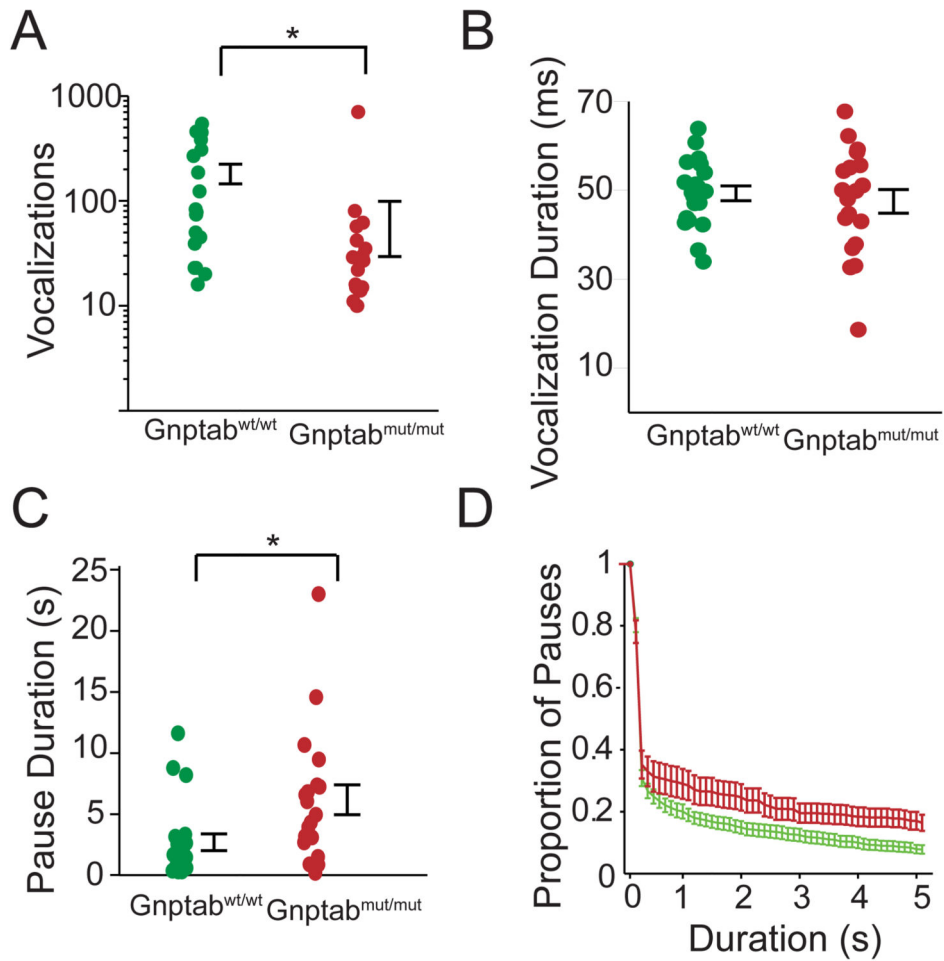 A
*
Vocalizations
1000
100
10
Gnptab^wt/wt
Gnptab^mut/mut
B
Vocalization Duration (ms)
70
50
30
10
Gnptab^wt/wt
Gnptab^mut/mut
C
*
Pause Duration (s)
25
20
15
10
5
0
Gnptab^wt/wt
Gnptab^mut/mut
D
Proportion of Pauses
1
0.8
0.6
0.4
0.2
0
0 1 2 3 4 5
Duration (s)